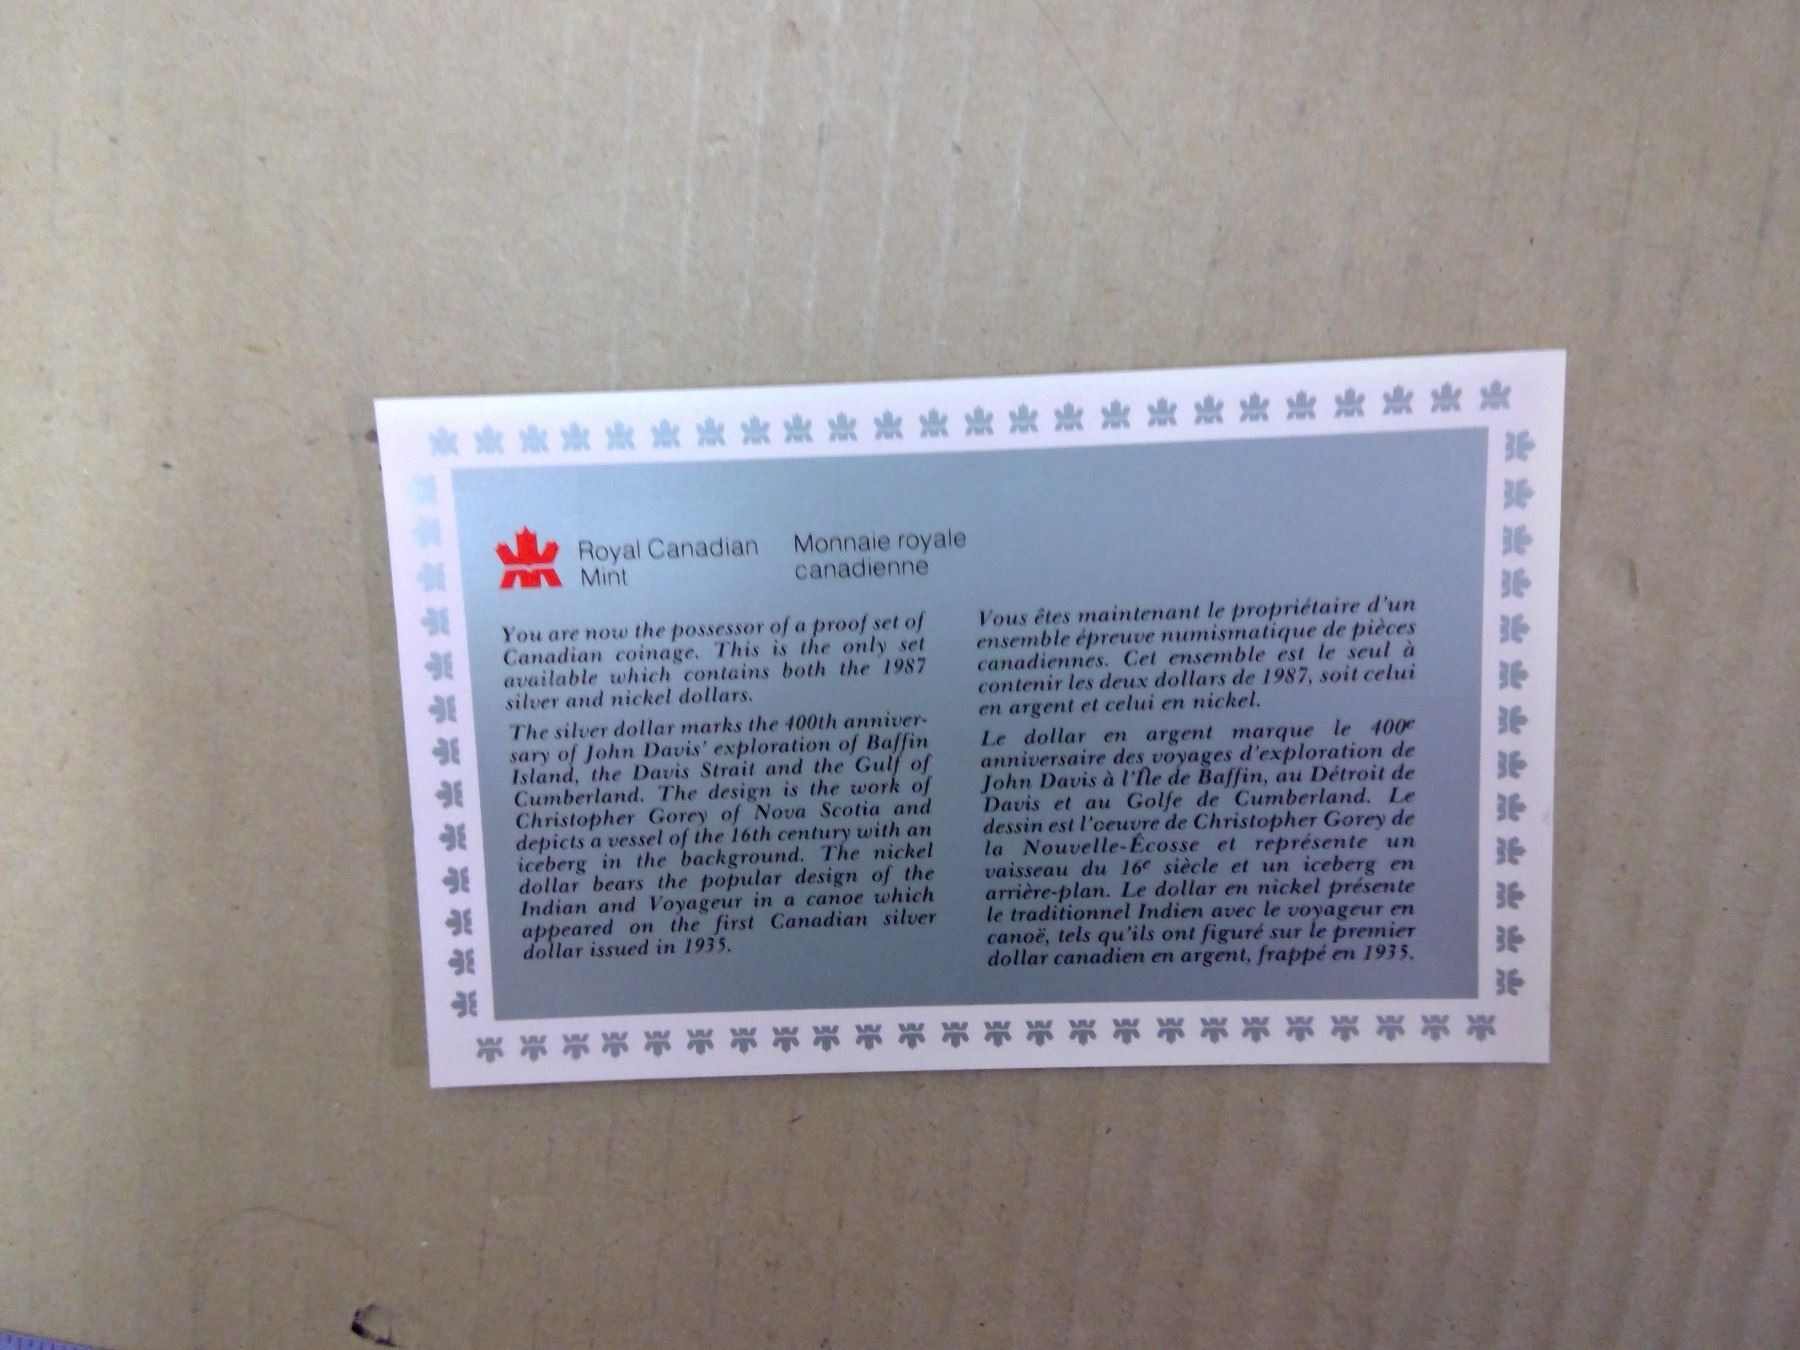 Royal Canadian
Mint
Monnaie royale
canadienne
You are now the possessor of a proof set of
Canadian coinage. This is the only set
available which contains both the 1987
silver and nickel dollars.
The silver dollar marks the 400th anniver-
sary of John Davis' exploration of Baffin
Island, the Davis Strait and the Gulf of
Cumberland. The design is the work of
Christopher Gorey of Nova Scotia and
depicts a vessel of the 16th century with an
iceberg in the background. The nickel
dollar bears the popular design of the
Indian and Voyageur in a canoe which
appeared on the first Canadian silver
dollar issued in 1935.
Vous êtes maintenant le propriétaire d'un
ensemble épreuve numismatique de pièces
canadiennes. Cet ensemble est le seul à
contenir les deux dollars de 1987, soit celui
en argent et celui en nickel.
Le dollar en argent marque le 400e
anniversaire des voyages d'exploration de
John Davis à l'Île de Baffin, au Détroit de
Davis et au Golfe de Cumberland. Le
dessin est l'oeuvre de Christopher Gorey de
la Nouvelle-Écosse et représente un
vaisseau du 16e siècle et un iceberg en
arrière-plan. Le dollar en nickel présente
le traditionnel Indien avec le voyageur en
canoë, tels qu'ils ont figuré sur le premier
dollar canadien en argent, frappé en 1935.